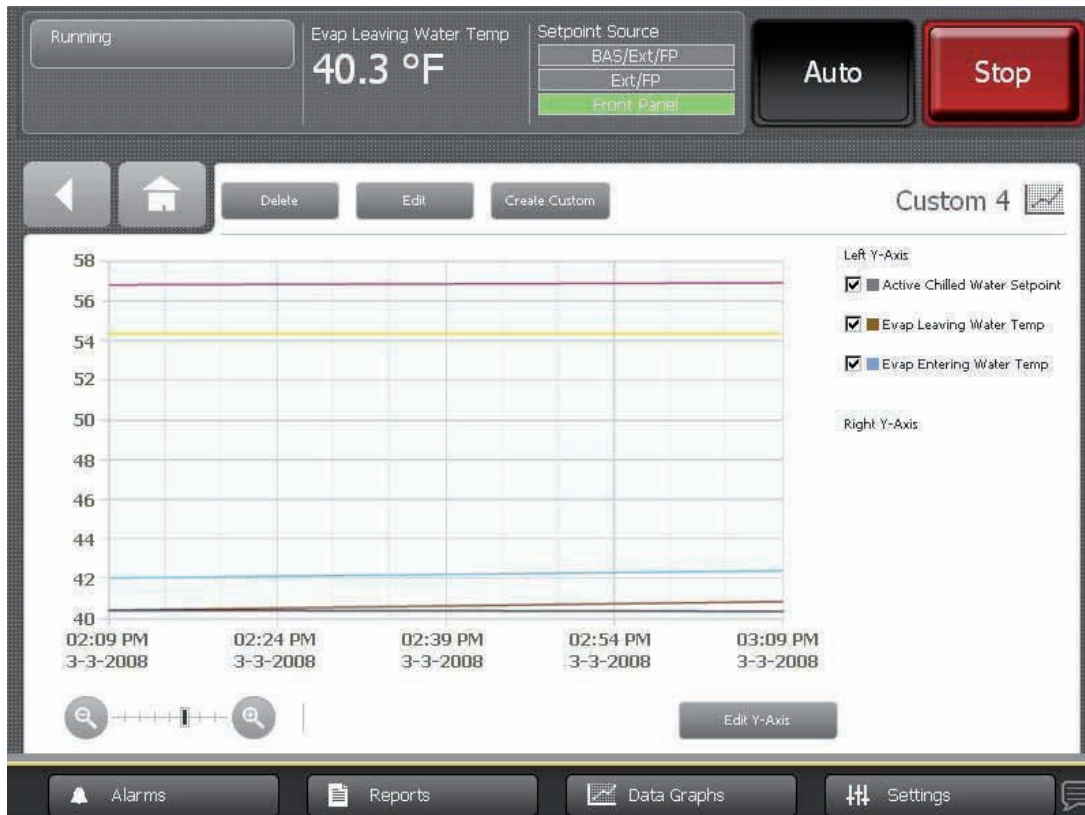 Running
Evap Leaving Water Temp
40.3 °F
Setpoint Source
BAS/Ext/FP
Ext/FP
Front Panel
Auto
Stop
Delete
Edit
Create Custom
Custom 4
58
56
54
52
50
48
46
44
42
40
02:09 PM 02:24 PM 02:39 PM 02:54 PM 03:09 PM
3-3-2008 3-3-2008 3-3-2008 3-3-2008 3-3-2008
Left Y-Axis
Active Chilled Water Setpoint
Evap Leaving Water Temp
Evap Entering Water Temp
Right Y-Axis
Edit Y-Axis
Alarms
Reports
Data Graphs
Settings